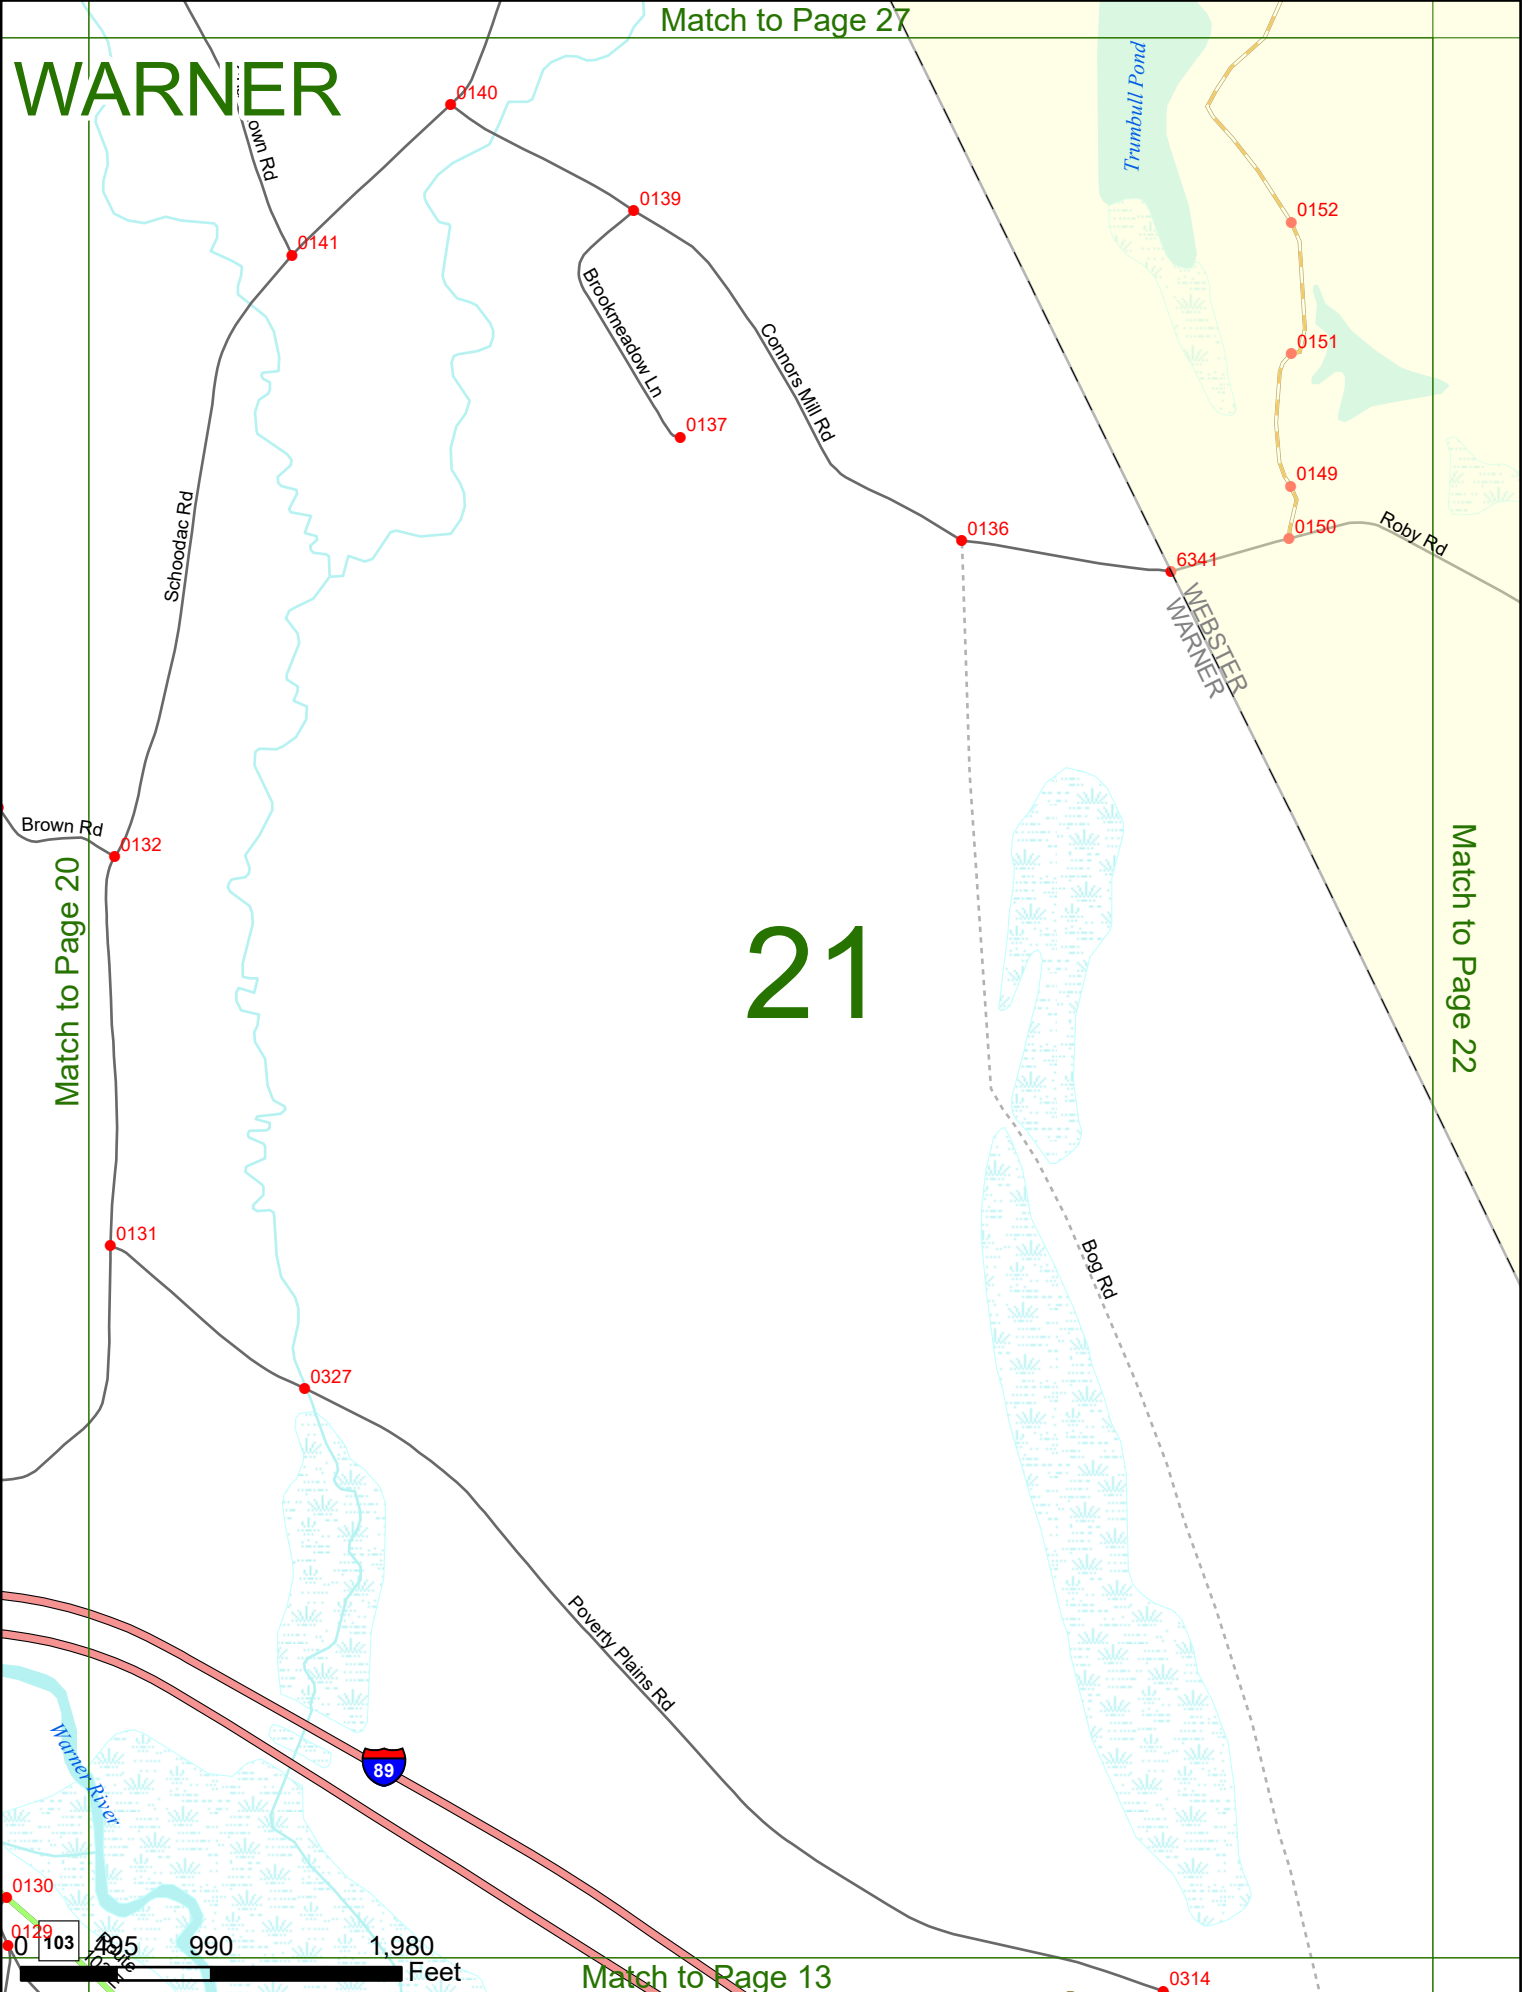 Match to Page 27
WARNER
own Rd
0140
Trumbull Pond
0139
0152
0141
Brookmeadow Ln
Connors Mill Rd
0151
0137
0149
Schoodac Rd
0136
0150
Roby Rd
6341
WEBSTER
WARNER
Brown Rd
0132
Match to Page 20
21
Match to Page 22
0131
Bog Rd
0327
Poverty Plains Rd
89
Warner River
0130
0129
103
Route
0 495 990 1,980
Feet
Match to Page 13
0314